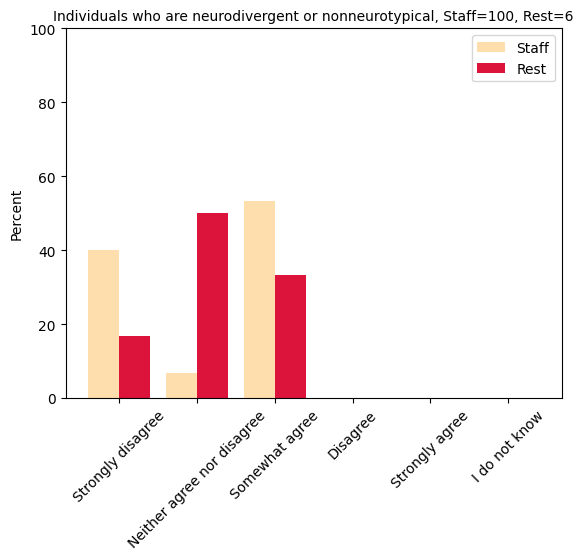 Individuals who are neurodivergent or nonneurotypical, Staff=100, Rest=6
100
80
60
40
20
0
Percent
Staff
Rest
Strongly disagree
Neither agree nor disagree
Somewhat agree
Disagree
Strongly agree
I do not know